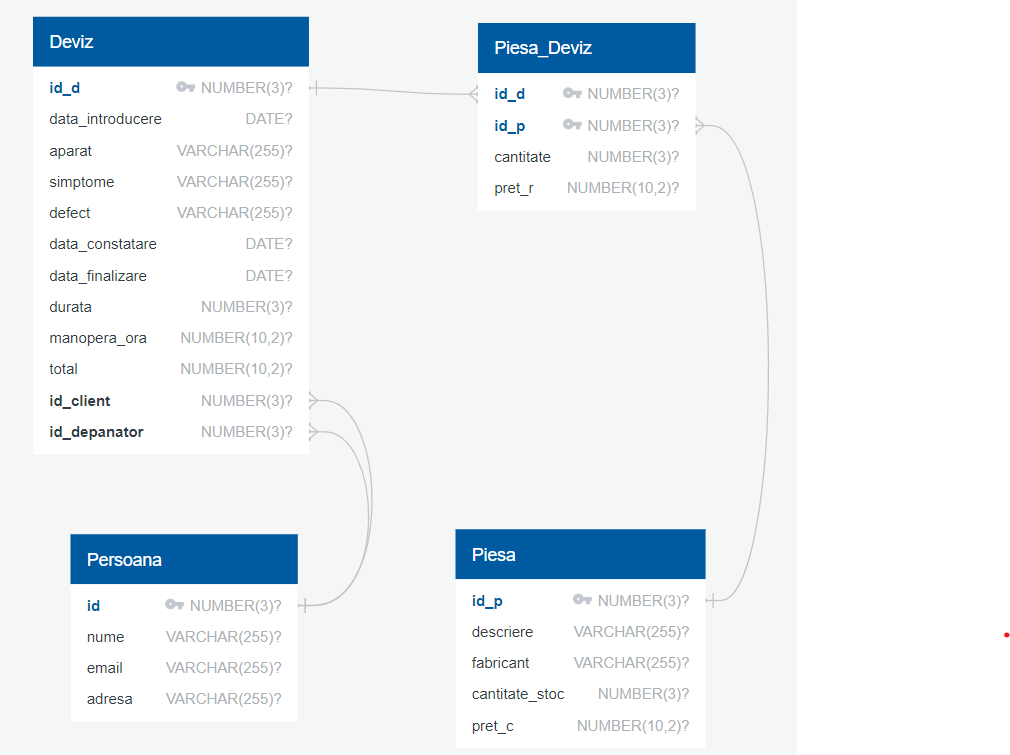 Deviz
id_d NUMBER(3)?
data_introducere DATE?
aparat VARCHAR(255)?
simptome VARCHAR(255)?
defect VARCHAR(255)?
data_constatare DATE?
data_finalizare DATE?
durata NUMBER(3)?
manopera_ora NUMBER(10,2)?
total NUMBER(10,2)?
id_client NUMBER(3)?
id_depanator NUMBER(3)?
Piesa_Deviz
id_d NUMBER(3)?
id_p NUMBER(3)?
cantitate NUMBER(3)?
pret_r NUMBER(10,2)?
Persoana
id NUMBER(3)?
nume VARCHAR(255)?
email VARCHAR(255)?
adresa VARCHAR(255)?
Piesa
id_p NUMBER(3)?
descriere VARCHAR(255)?
fabricant VARCHAR(255)?
cantitate_stoc NUMBER(3)?
pret_c NUMBER(10,2)?